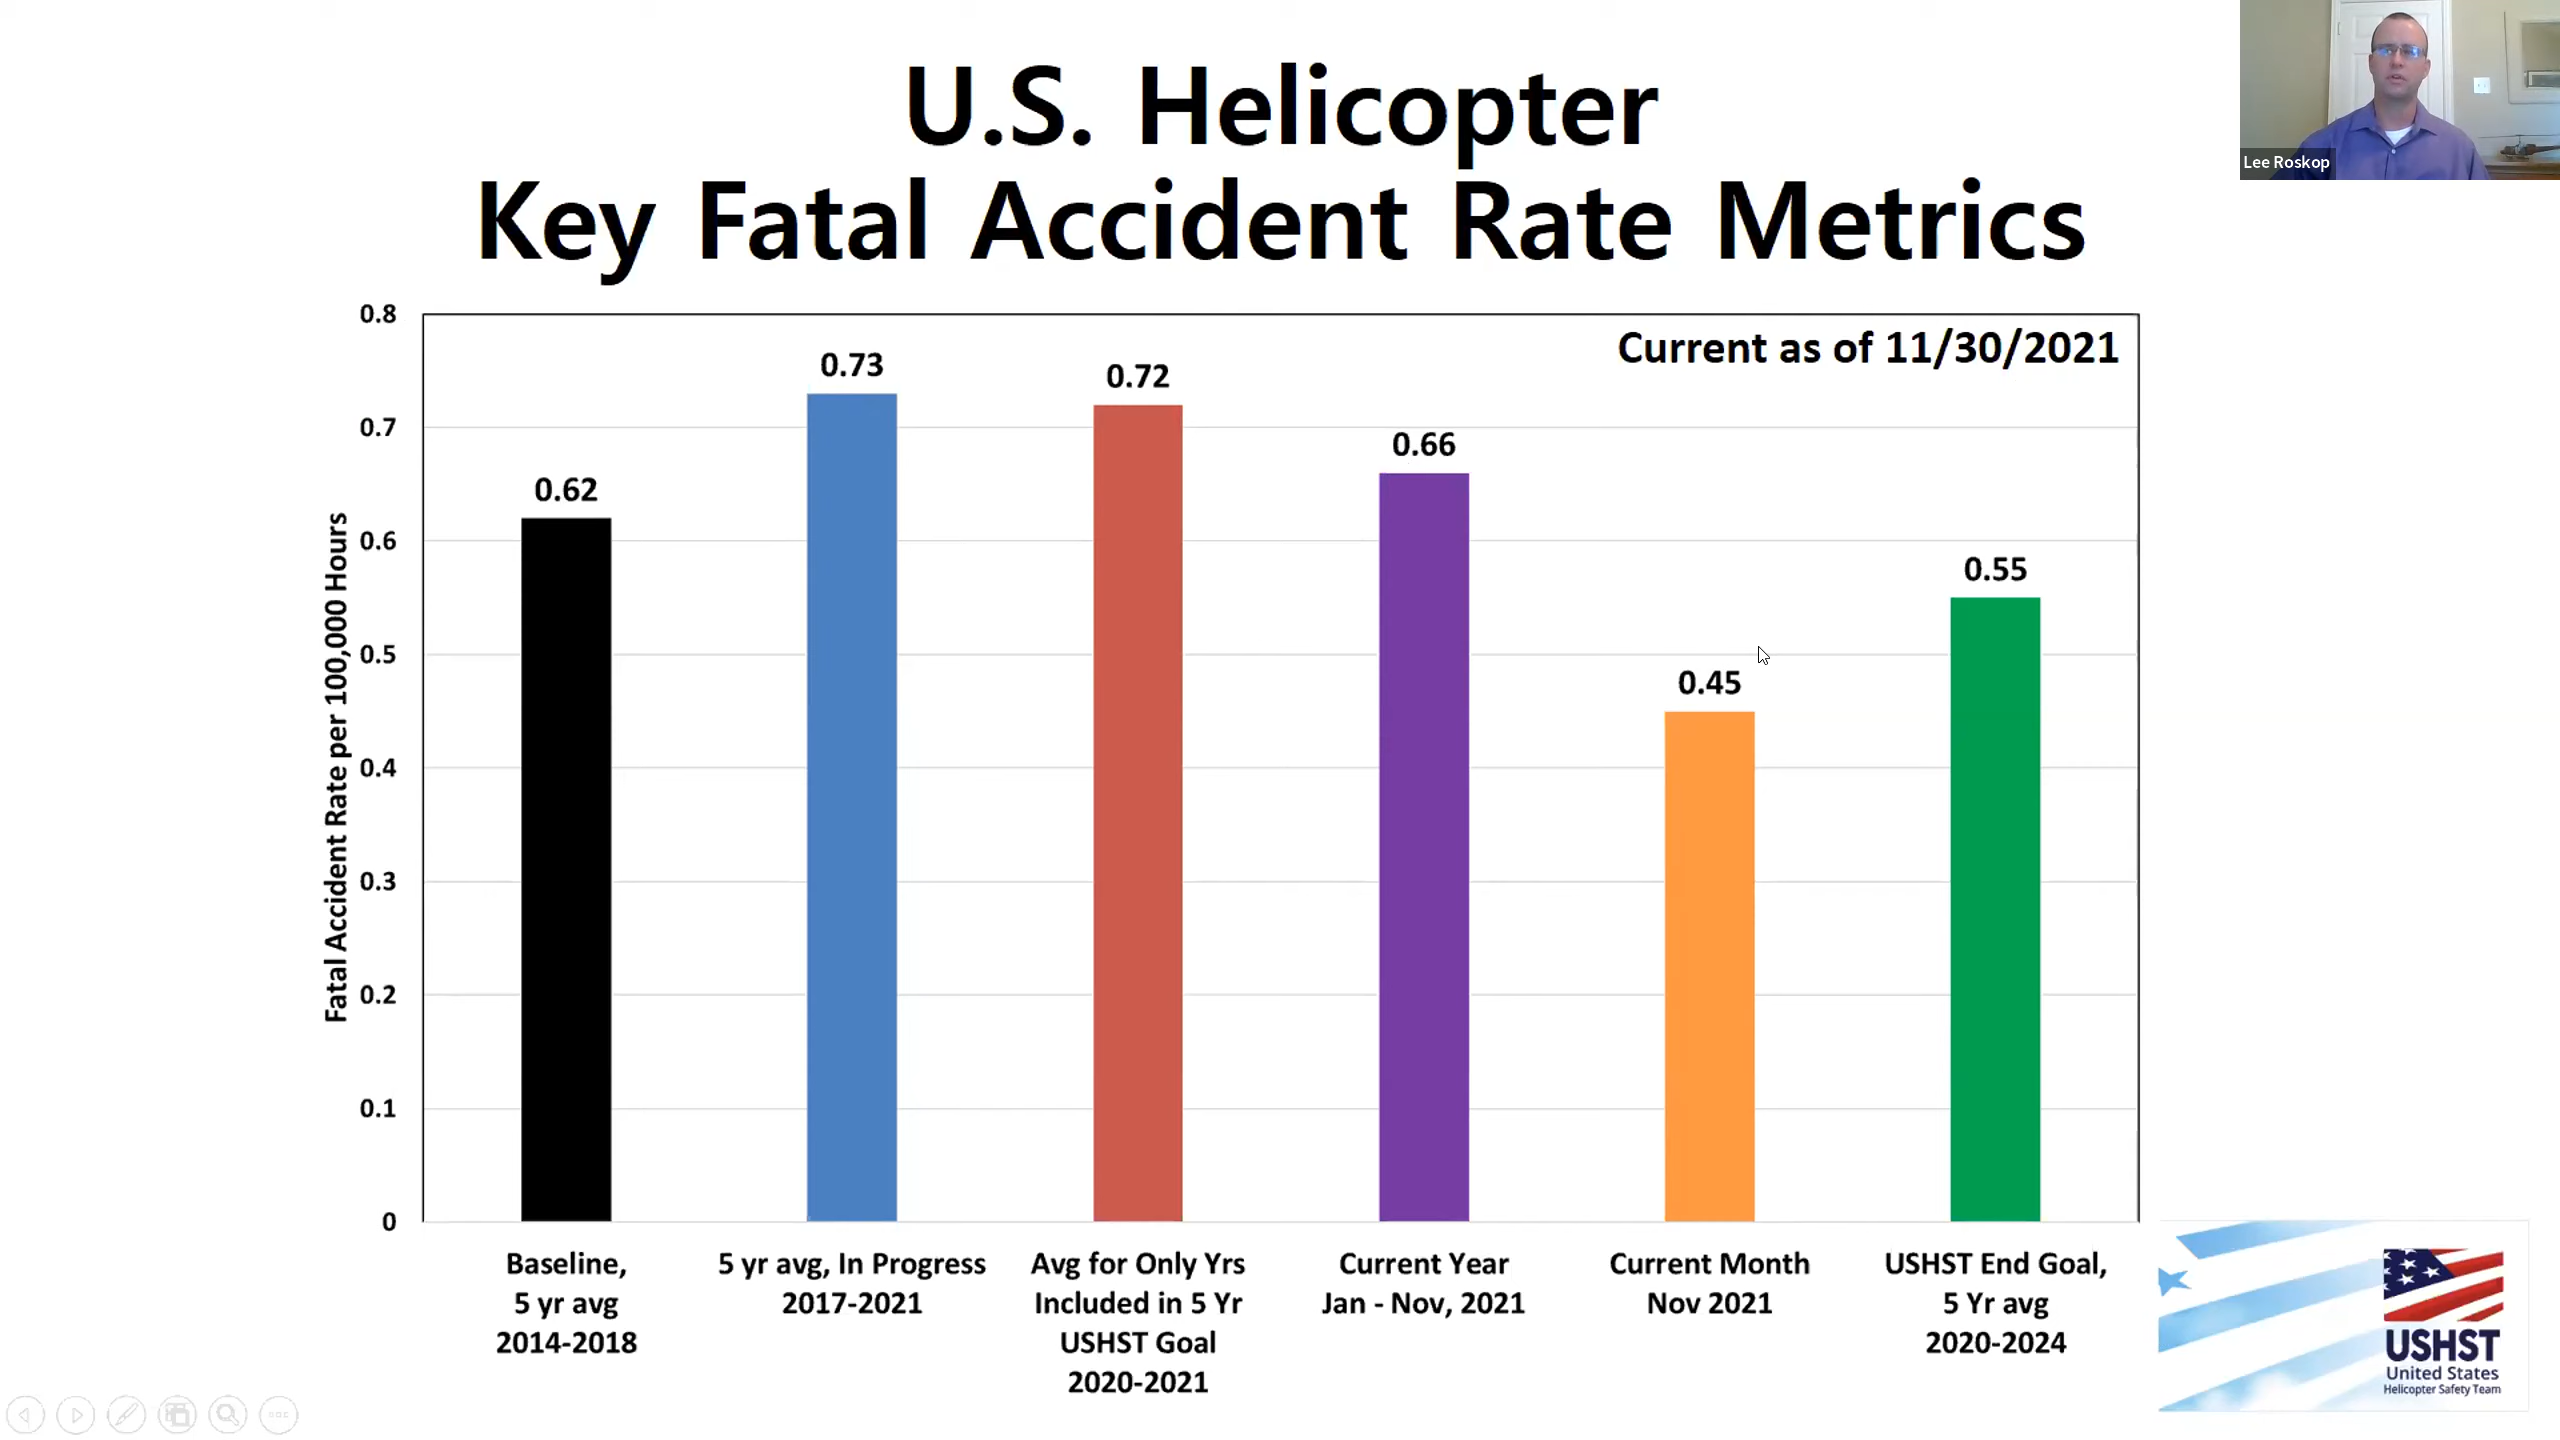 U.S. Helicopter
Key Fatal Accident Rate Metrics
Lee Roskop
Current as of 11/30/2021
Fatal Accident Rate per 100,000 Hours
0.8
0.7
0.6
0.5
0.4
0.3
0.2
0.1
0
0.62
0.73
0.72
0.66
0.45
0.55
Baseline,
5 yr avg
2014-2018
5 yr avg, In Progress
2017-2021
Avg for Only Yrs
Included in 5 Yr
USHST Goal
2020-2021
Current Year
Jan - Nov, 2021
Current Month
Nov 2021
USHST End Goal,
5 Yr avg
2020-2024
USHST
United States
Helicopter Safety Team